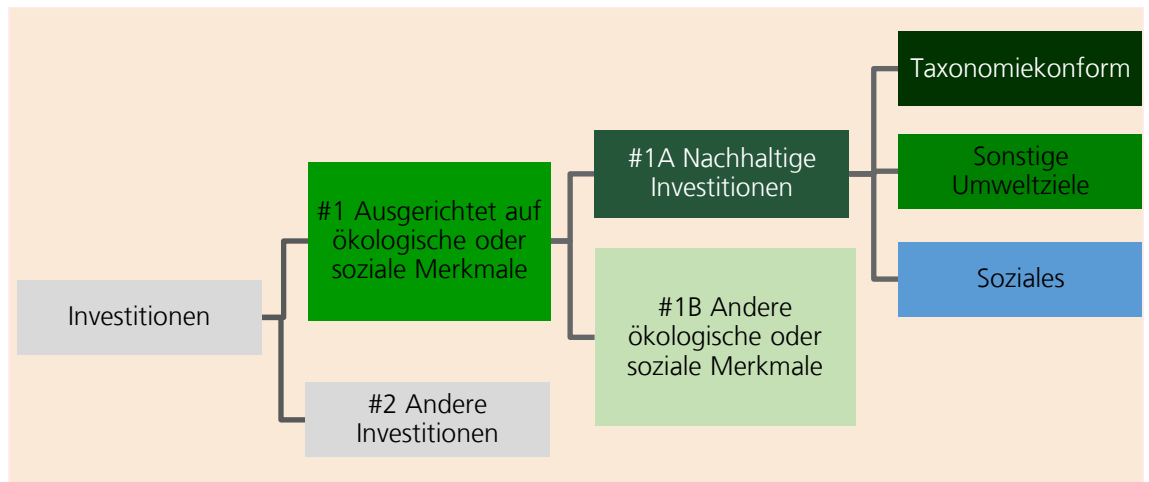 Investitionen
#1 Ausgerichtet auf
ökologische oder
soziale Merkmale
#2 Andere
Investitionen
#1A Nachhaltige
Investitionen
#1B Andere
ökologische oder
soziale Merkmale
Taxonomiekonform
Sonstige
Umweltziele
Soziales